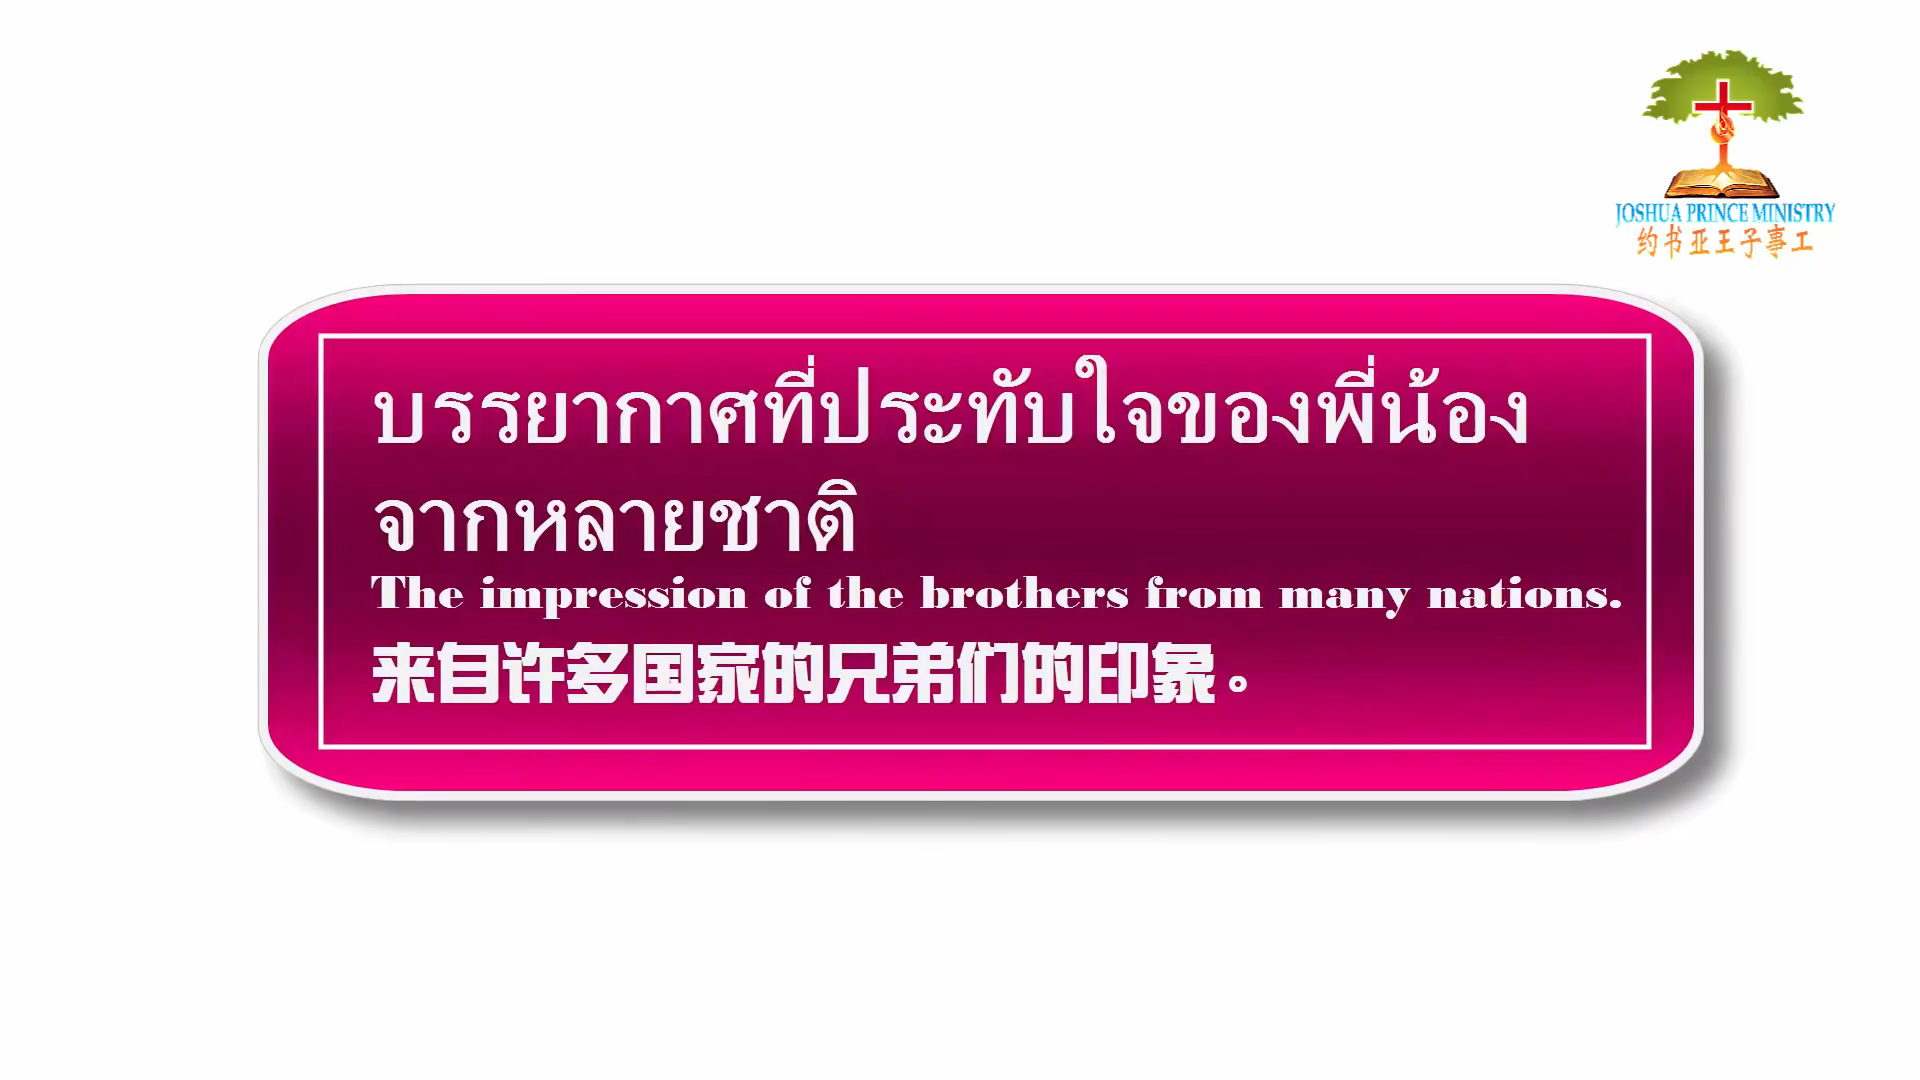 JOSHUA PRINCE MINISTRY
约书亚王子事工
บรรยากาศที่ประทับใจของพี่น้อง
จากหลายชาติ
The impression of the brothers from many nations.
来自许多国家的兄弟们的印象。